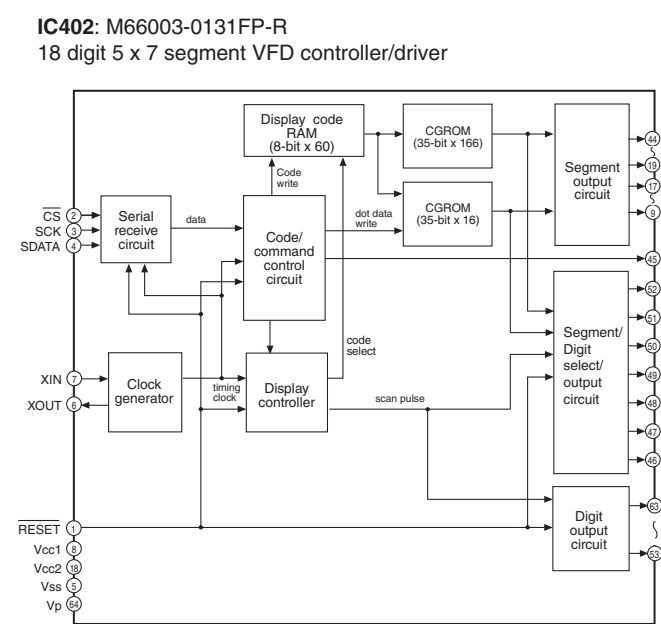 IC402: M66003-0131FP-R
18 digit 5 x 7 segment VFD controller/driver
Display code
RAM
(8-bit x 60)
CGROM
(35-bit x 166)
Segment
output
circuit
44
19
17
9
Code
write
CS
2
SCK
3
SDATA
4
Serial
receive
circuit
data
Code/
command
control
circuit
dot data
write
CGROM
(35-bit x 16)
45
52
51
50
49
48
47
46
Segment/
Digit
select/
output
circuit
code
select
XIN
7
XOUT
6
Clock
generator
timing
clock
Display
controller
scan pulse
RESET
1
Vcc1
8
Vcc2
18
Vss
5
Vp
64
Digit
output
circuit
63
53